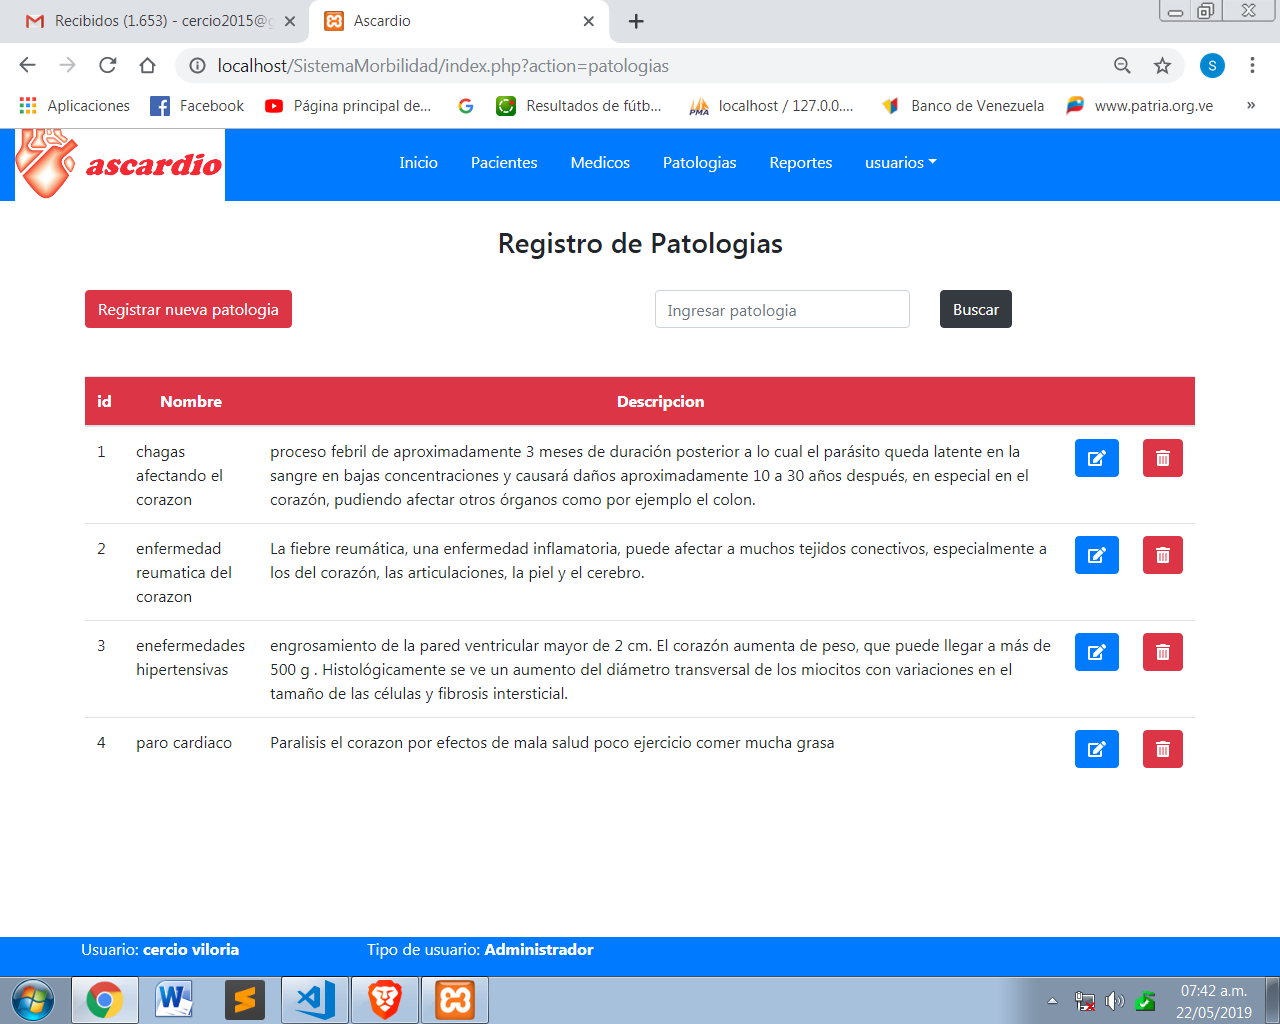 Recibidos (1.653) - cercio2015@g
Ascardio
localhost/SistemaMorbilidad/index.php?action=patologias
S
Aplicaciones
Facebook
Página principal de...
Resultados de fútb...
PMA
localhost / 127.0.0....
Banco de Venezuela
www.patria.org.ve
»
ascardio
Inicio
Pacientes
Medicos
Patologias
Reportes
usuarios
Registro de Patologias
Registrar nueva patologia
Ingresar patologia
Buscar
id
Nombre
Descripcion
1
chagas
afectando el
corazon
proceso febril de aproximadamente 3 meses de duración posterior a lo cual el parásito queda latente en la
sangre en bajas concentraciones y causará daños aproximadamente 10 a 30 años después, en especial en el
corazón, pudiendo afectar otros órganos como por ejemplo el colon.
2
enfermedad
reumatica del
corazon
La fiebre reumática, una enfermedad inflamatoria, puede afectar a muchos tejidos conectivos, especialmente a
los del corazón, las articulaciones, la piel y el cerebro.
3
enefermedades
hipertensivas
engrosamiento de la pared ventricular mayor de 2 cm. El corazón aumenta de peso, que puede llegar a más de
500 g . Histológicamente se ve un aumento del diámetro transversal de los miocitos con variaciones en el
tamaño de las células y fibrosis intersticial.
4
paro cardiaco
Paralisis el corazon por efectos de mala salud poco ejercicio comer mucha grasa
Usuario: cercio viloria
Tipo de usuario: Administrador
07:42 a.m.
22/05/2019